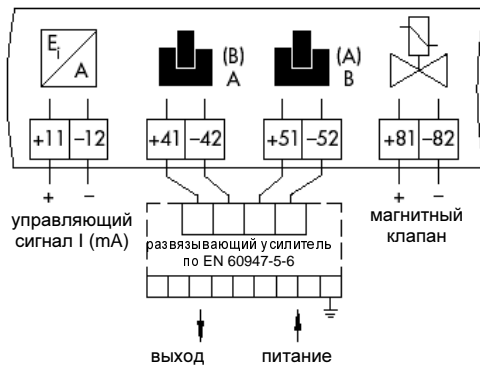 E i / A
(B) A
(A) B
+11 –12
+41 –42
+51 –52
+81 –82
+ –
+ –
управляющий
сигнал I (mA)
магнитный
клапан
развязывающий усилитель
по EN 60947-5-6
выход
питание